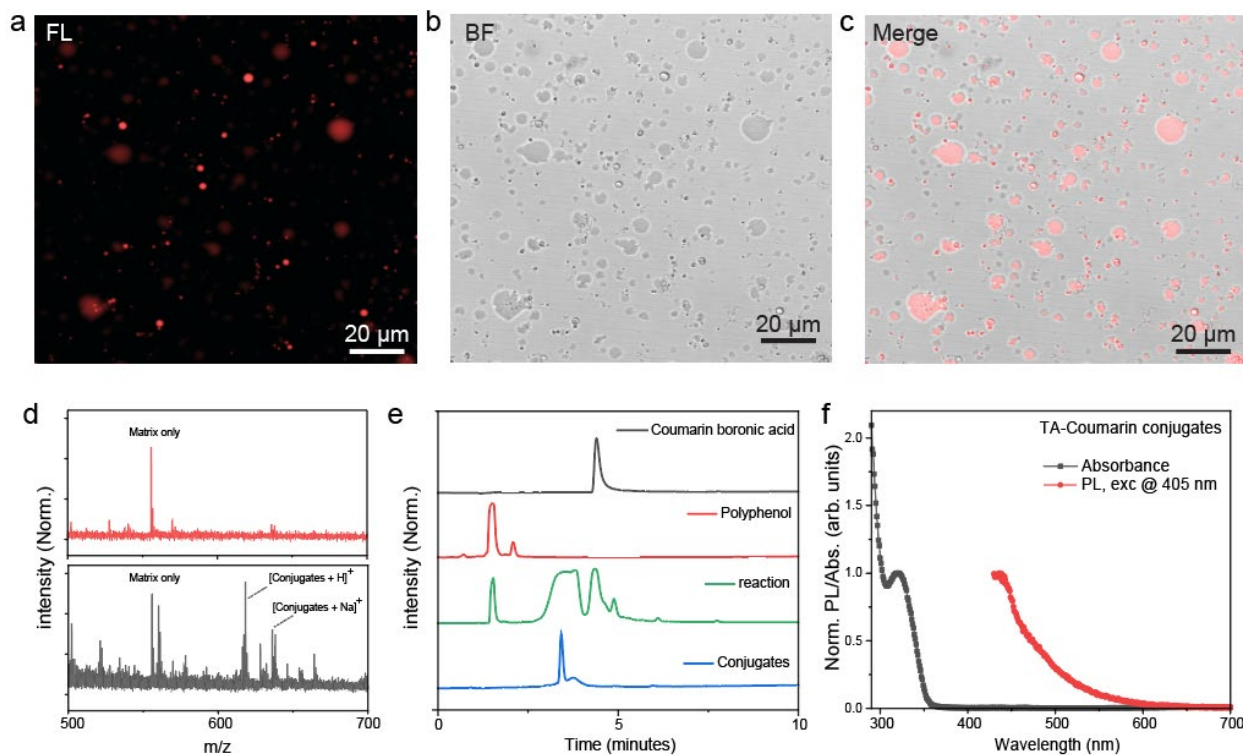 a
FL
20 µm
b
BF
20 µm
c
Merge
20 µm
d
Matrix only
Matrix only
[Conjugates + H]+
[Conjugates + Na]+
intensity (Norm.)
500
600
700
m/z
e
Coumarin boronic acid
Polyphenol
reaction
Conjugates
intensity (Norm.)
0
5
10
Time (minutes)
f
TA-Coumarin conjugates
Absorbance
PL, exc @ 405 nm
Norm. PL/Abs. (arb. units)
2.0
1.5
1.0
0.5
0.0
300
400
500
600
700
Wavelength (nm)